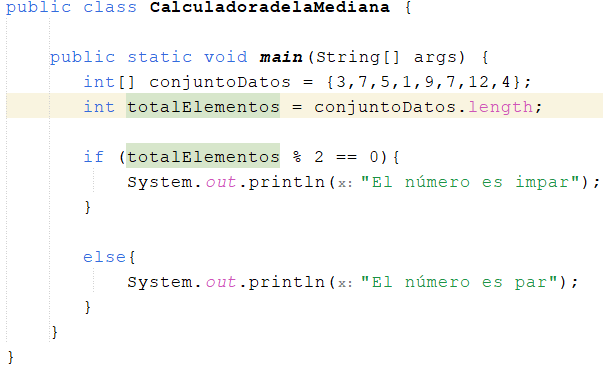 public class CalculadoradelaMediana {
public static void main(String[] args) {
int[] conjuntoDatos = {3,7,5,1,9,7,12,4};
int totalElementos = conjuntoDatos.length;
if (totalElementos % 2 == 0){
System.out.println(x: "El número es impar");
}
else{
System.out.println(x: "El número es par");
}
}
}